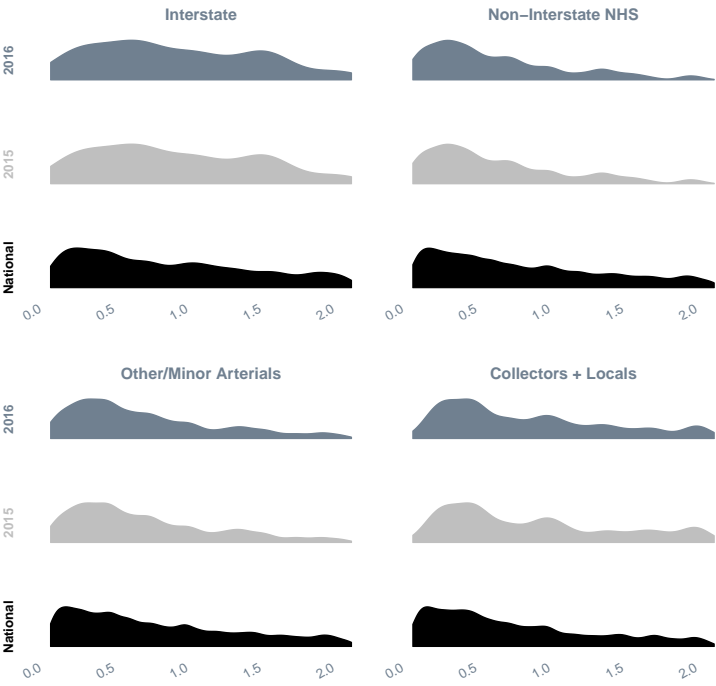 Interstate
Non−Interstate NHS
2016
2015
National
0.0 0.5 1.0 1.5 2.0
0.0 0.5 1.0 1.5 2.0
Other/Minor Arterials
Collectors + Locals
2016
2015
National
0.0 0.5 1.0 1.5 2.0
0.0 0.5 1.0 1.5 2.0